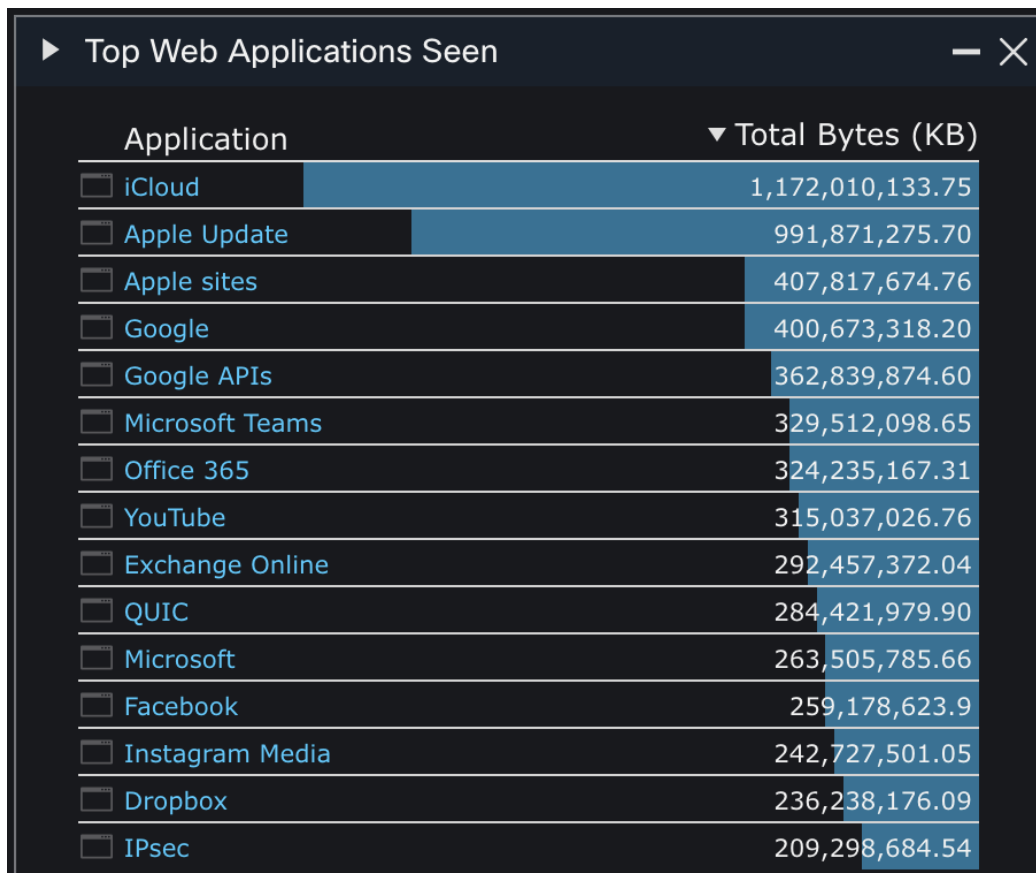 Top Web Applications Seen
Application ▼ Total Bytes (KB)
iCloud 1,172,010,133.75
Apple Update 991,871,275.70
Apple sites 407,817,674.76
Google 400,673,318.20
Google APIs 362,839,874.60
Microsoft Teams 329,512,098.65
Office 365 324,235,167.31
YouTube 315,037,026.76
Exchange Online 292,457,372.04
QUIC 284,421,979.90
Microsoft 263,505,785.66
Facebook 259,178,623.9
Instagram Media 242,727,501.05
Dropbox 236,238,176.09
IPsec 209,298,684.54